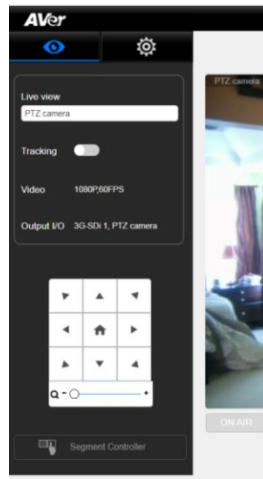 AVer
Live view
PTZ camera
PTZ camera
Tracking
Video 1080P,60FPS
Output I/O 3G-SDi 1, PTZ camera
- +
Segment Controller
ON AIR